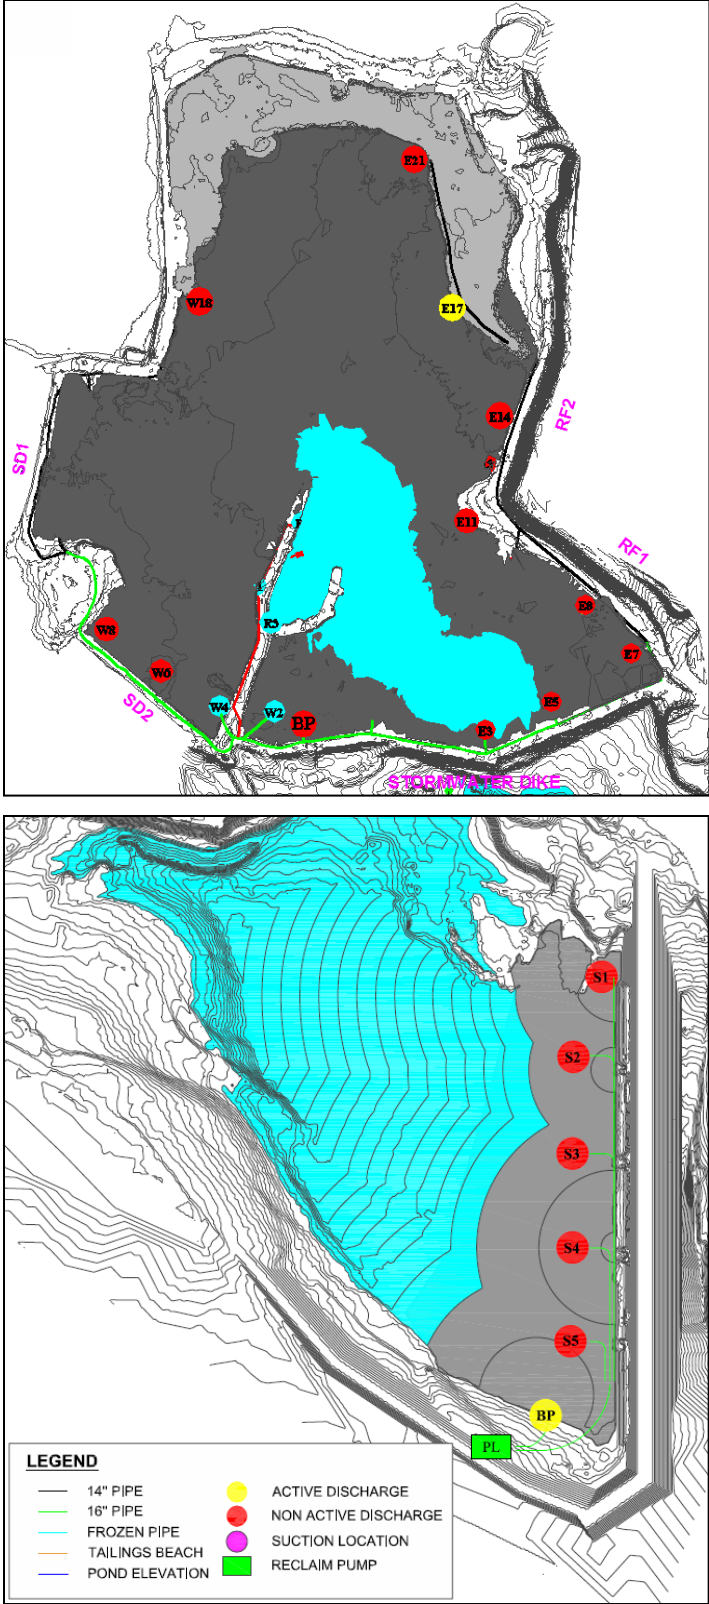 E21
W18
E17
E14
RF2
SD1
E11
RF1
E8
R3
W8
E7
W6
SD2
W4
W2
BP
E5
E3
STORMWATER DIKE
S1
S2
S3
S4
S5
BP
PL
LEGEND
14" PIPE
16" PIPE
FROZEN PIPE
TAILINGS BEACH
POND ELEVATION
ACTIVE DISCHARGE
NON ACTIVE DISCHARGE
SUCTION LOCATION
RECLAIM PUMP